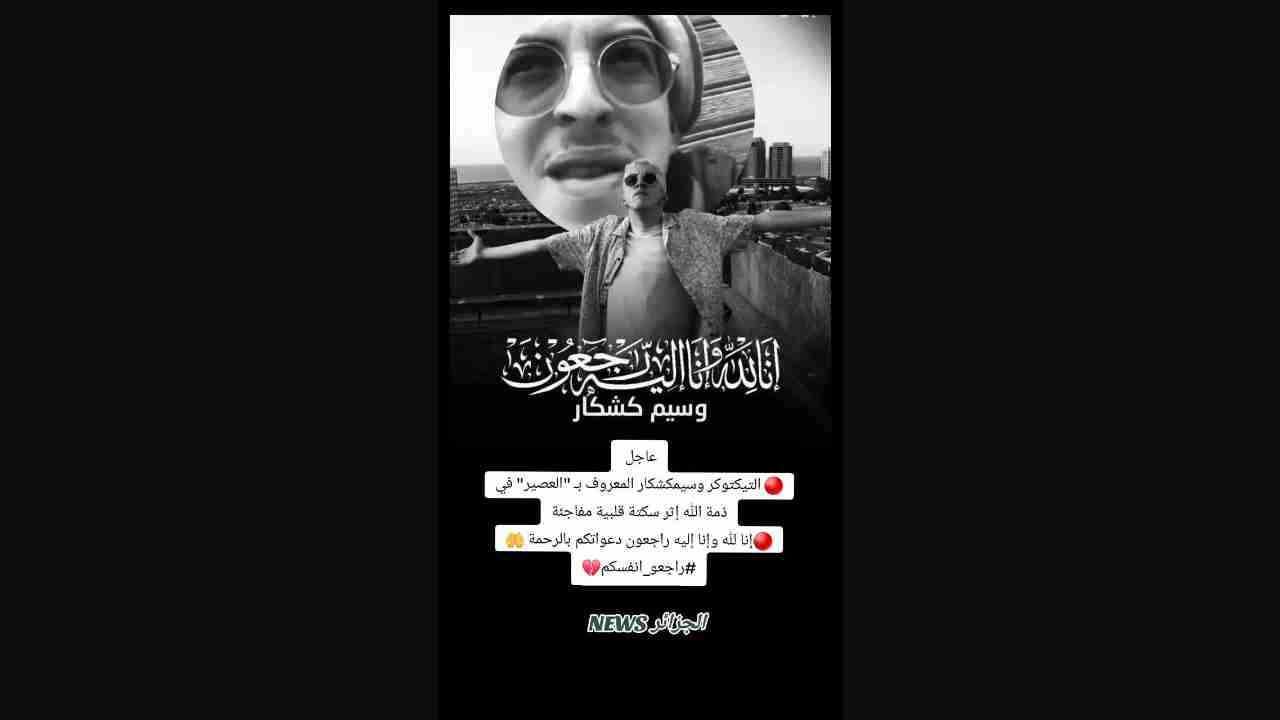 إنا لله وإنا إليه راجعون
وسيم كشكار
عاجل
🔴 التيكتوكر وسيمكشكار المعروف بـ "العصير" في
ذمة الله إثر سكتة قلبية مفاجئة
🔴إنا لله وإنا إليه راجعون دعواتكم بالرحمة 🤲
#راجعو_انفسكم💔
الجزائر NEWS